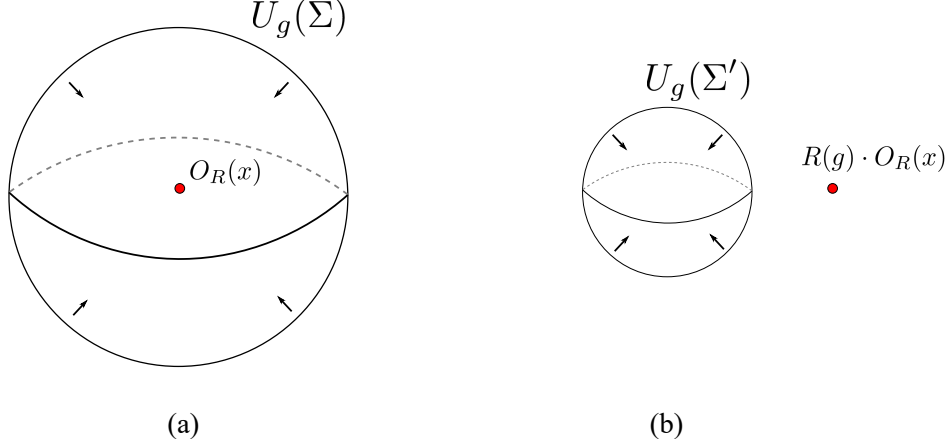 U_g(Σ)
O_R(x)
U_g(Σ′)
R(g) · O_R(x)
(a)
(b)